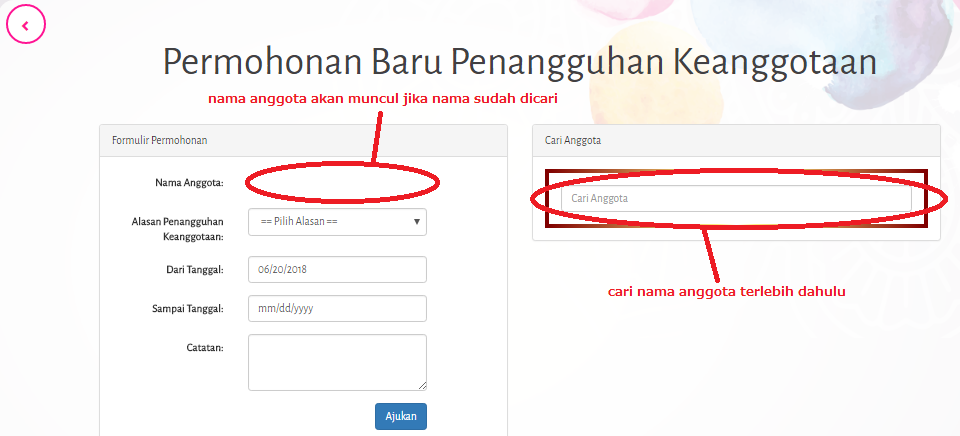 Permohonan Baru Penangguhan Keanggotaan
nama anggota akan muncul jika nama sudah dicari
Formulir Permohonan
Nama Anggota:
Alasan Penangguhan
Keanggotaan:
== Pilih Alasan ==
Dari Tanggal:
06/20/2018
Sampai Tanggal:
mm/dd/yyyy
Catatan:
Ajukan
Cari Anggota
Cari Anggota
cari nama anggota terlebih dahulu